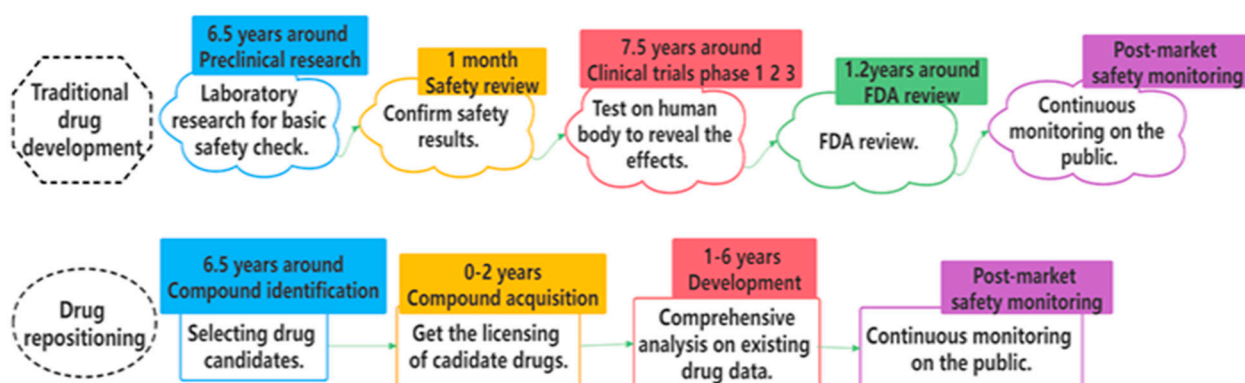 Traditional
drug
development
6.5 years around
Preclinical research
Laboratory
research for basic
safety check.
1 month
Safety review
Confirm safety
results.
7.5 years around
Clinical trials phase 1 2 3
Test on human
body to reveal the
effects.
1.2years around
FDA review
FDA review.
Post-market
safety monitoring
Continuous
monitoring on the
public.
Drug
repositioning
6.5 years around
Compound identification
Selecting drug
candidates.
0-2 years
Compound acquisition
Get the licensing
of cadidate drugs.
1-6 years
Development
Comprehensive
analysis on existing
drug data.
Post-market
safety monitoring
Continuous monitoring
on the public.